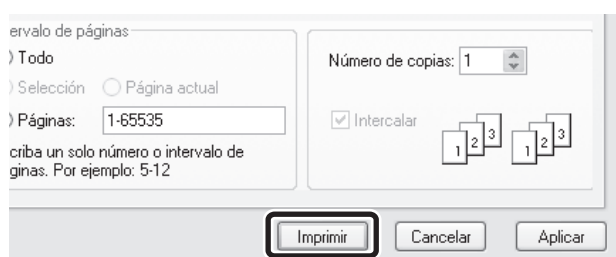 ervalo de páginas
Todo
Selección Página actual
Páginas: 1-65535
criba un solo número o intervalo de
ginas. Por ejemplo: 5-12
Número de copias: 1
Intercalar
1 2 3 1 2 3
Imprimir Cancelar Aplicar